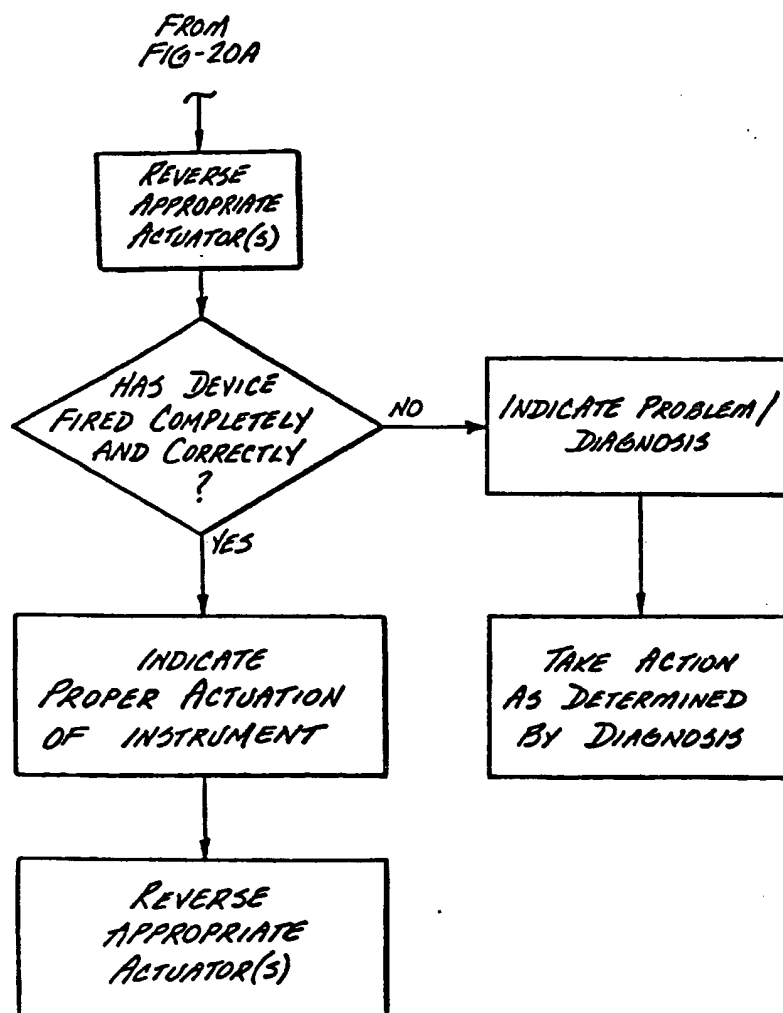 FROM
FIG-20A
REVERSE
APPROPRIATE
ACTUATOR(S)
HAS DEVICE
FIRED COMPLETELY
AND CORRECTLY
?
NO
INDICATE PROBLEM/
DIAGNOSIS
YES
INDICATE
PROPER ACTUATION
OF INSTRUMENT
TAKE ACTION
AS DETERMINED
BY DIAGNOSIS
REVERSE
APPROPRIATE
ACTUATOR(S)